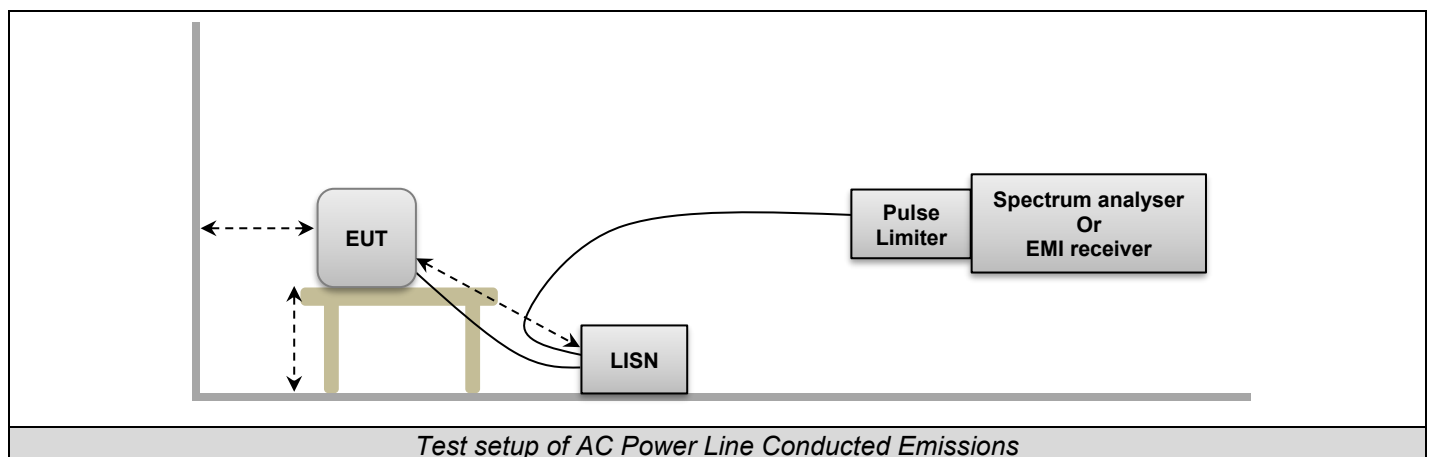 EUT
Pulse
Limiter
Spectrum analyser
Or
EMI receiver
LISN
Test setup of AC Power Line Conducted Emissions